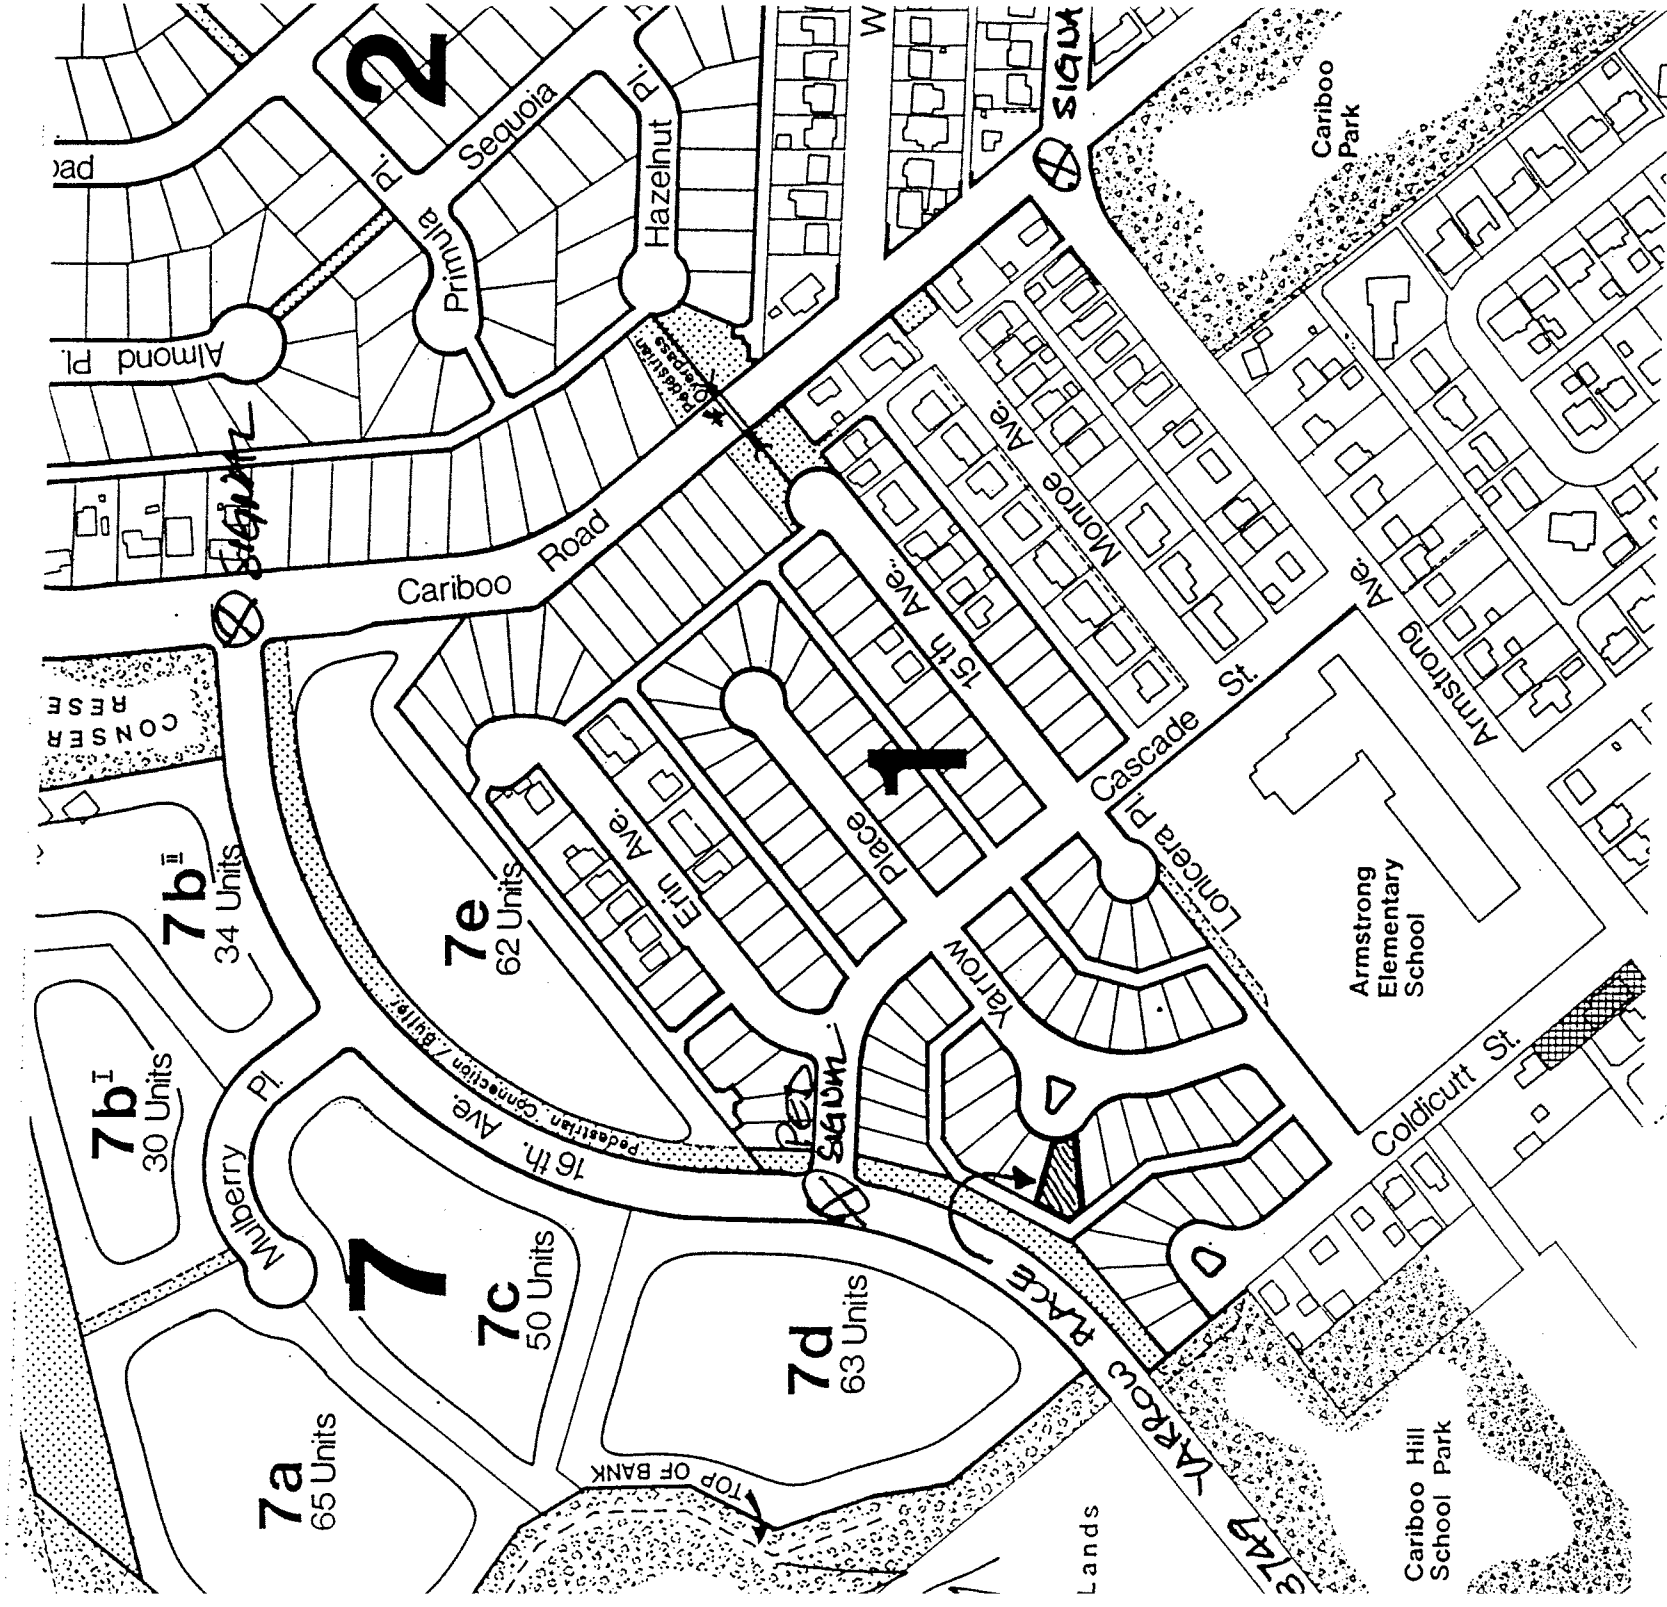 2
Sequoia
Pl.
Hazelnut
Pl.
Primula
Pl.
Almond
oad
SIGNAL
Cariboo
Park
Pedestrian
Overpass
SIGNAL
Cariboo
Road
CONSER
RESE
Monroe
Ave.
15th
Ave.
Cascade
St.
Armstrong
Ave.
1
Place
Erin
Ave.
Lonicera Pl.
Yarrow
Armstrong
Elementary
School
Coldicutt
St.
7e
62 Units
7b II
34 Units
7b I
30 Units
Mulberry
Pl.
7
7c
50 Units
16th.
Ave.
Pedestrian Connection / Buffer
PED
SIGNAL
7d
63 Units
7a
65 Units
TOP OF BANK
8749 YARROW PLACE
Lands
Cariboo Hill
School Park